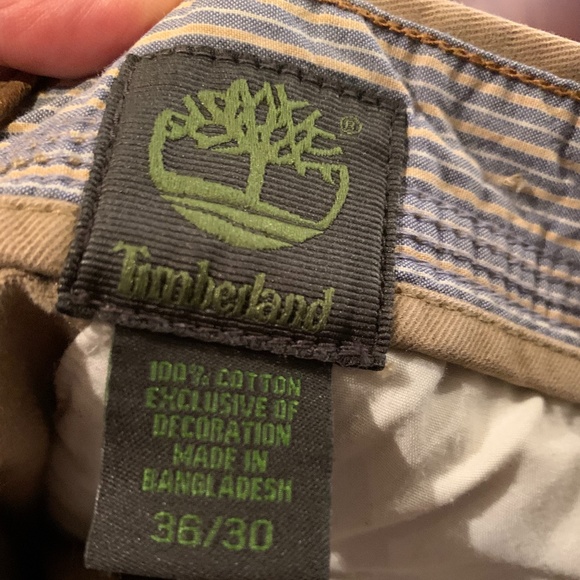 ®
Timberland
100% COTTON
EXCLUSIVE OF
DECORATION
MADE IN
BANGLADESH
36/30